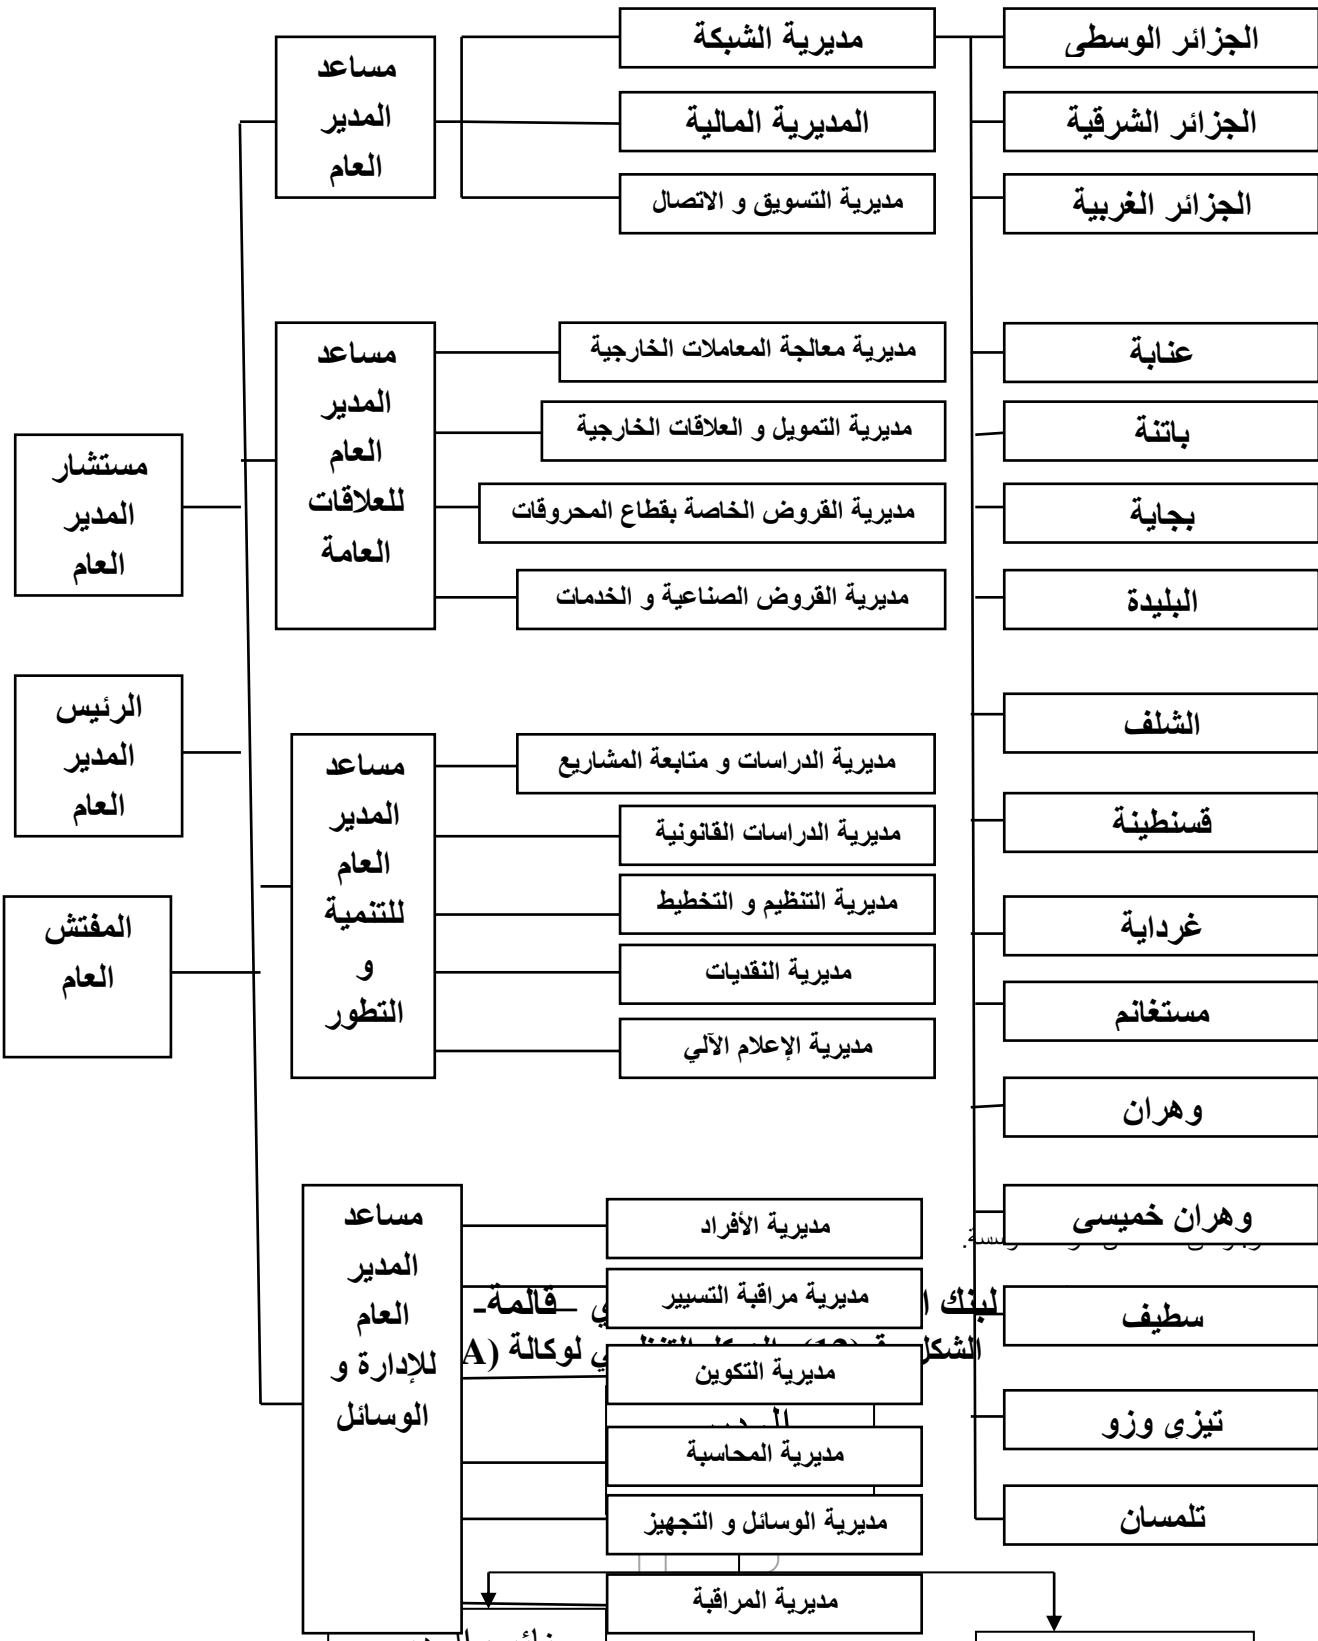 الجزائر الوسطى
الجزائر الشرقية
الجزائر الغربية
عنابة
باتنة
بجاية
البليدة
الشلف
قسنطينة
غرداية
مستغانم
وهران
وهران خميسي
سطيف
تيزي وزو
تلمسان
مديرية الشبكة
المديرية المالية
مديرية التسويق و الاتصال
مديرية معالجة المعاملات الخارجية
مديرية التمويل و العلاقات الخارجية
مديرية القروض الخاصة بقطاع المحروقات
مديرية القروض الصناعية و الخدمات
مديرية الدراسات و متابعة المشاريع
مديرية الدراسات القانونية
مديرية التنظيم و التخطيط
مديرية النقديات
مديرية الإعلام الآلي
مديرية الأفراد
مديرية مراقبة التسيير
مديرية التكوين
مديرية المحاسبة
مديرية الوسائل و التجهيز
مديرية المراقبة
مساعد
المدير
العام
مساعد
المدير
العام
للعلاقات
العامة
مساعد
المدير
العام
للتنمية
و
التطور
مساعد
المدير
العام
للإدارة و
الوسائل
مستشار
المدير
العام
الرئيس
المدير
العام
المفتش
العام
لبنك
–قالمة-
لوكالة